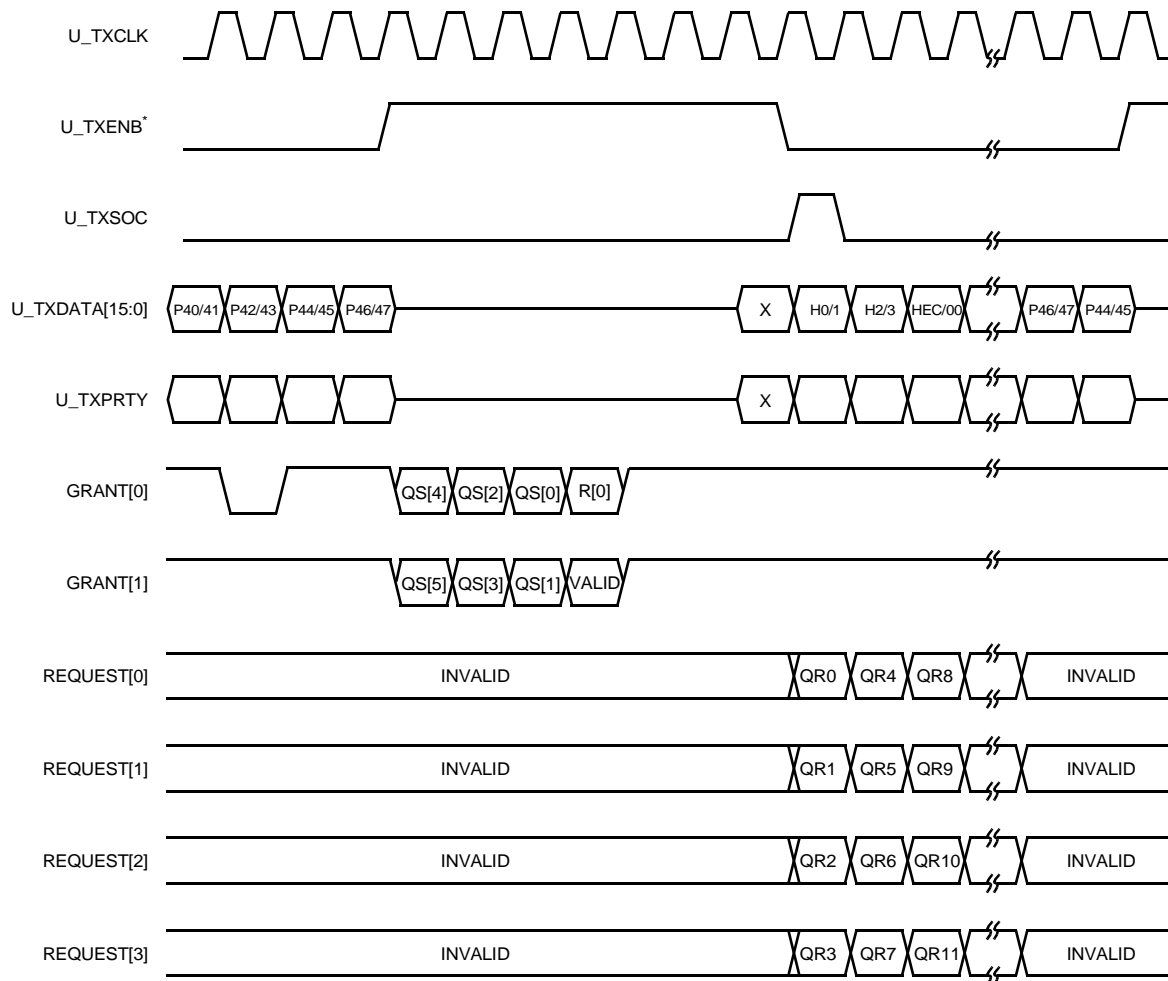 U_TXCLK
U_TXENB*
U_TXSOC
U_TXDATA[15:0] P40/41 P42/43 P44/45 P46/47 X H0/1 H2/3 HEC/00 P46/47 P44/45
U_TXPRTY X
GRANT[0] QS[4] QS[2] QS[0] R[0]
GRANT[1] QS[5] QS[3] QS[1] VALID
REQUEST[0] INVALID QR0 QR4 QR8 INVALID
REQUEST[1] INVALID QR1 QR5 QR9 INVALID
REQUEST[2] INVALID QR2 QR6 QR10 INVALID
REQUEST[3] INVALID QR3 QR7 QR11 INVALID